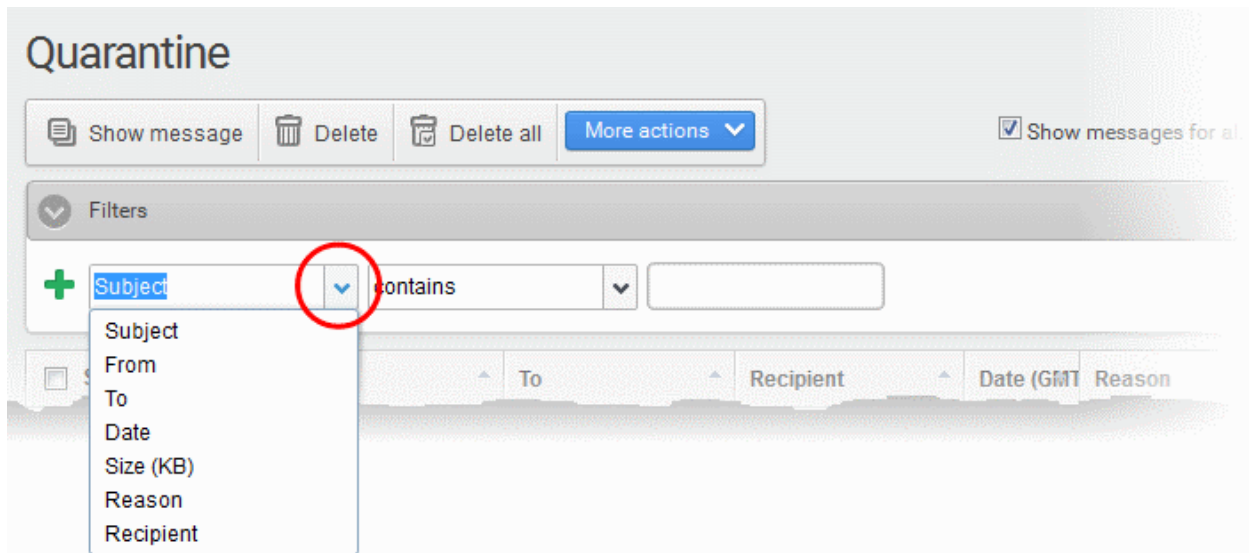 Quarantine
Show message Delete Delete all More actions Show messages for
Filters
Subject contains
Subject
From
To Recipient Date (GMT Reason
To
Date
Size (KB)
Reason
Recipient